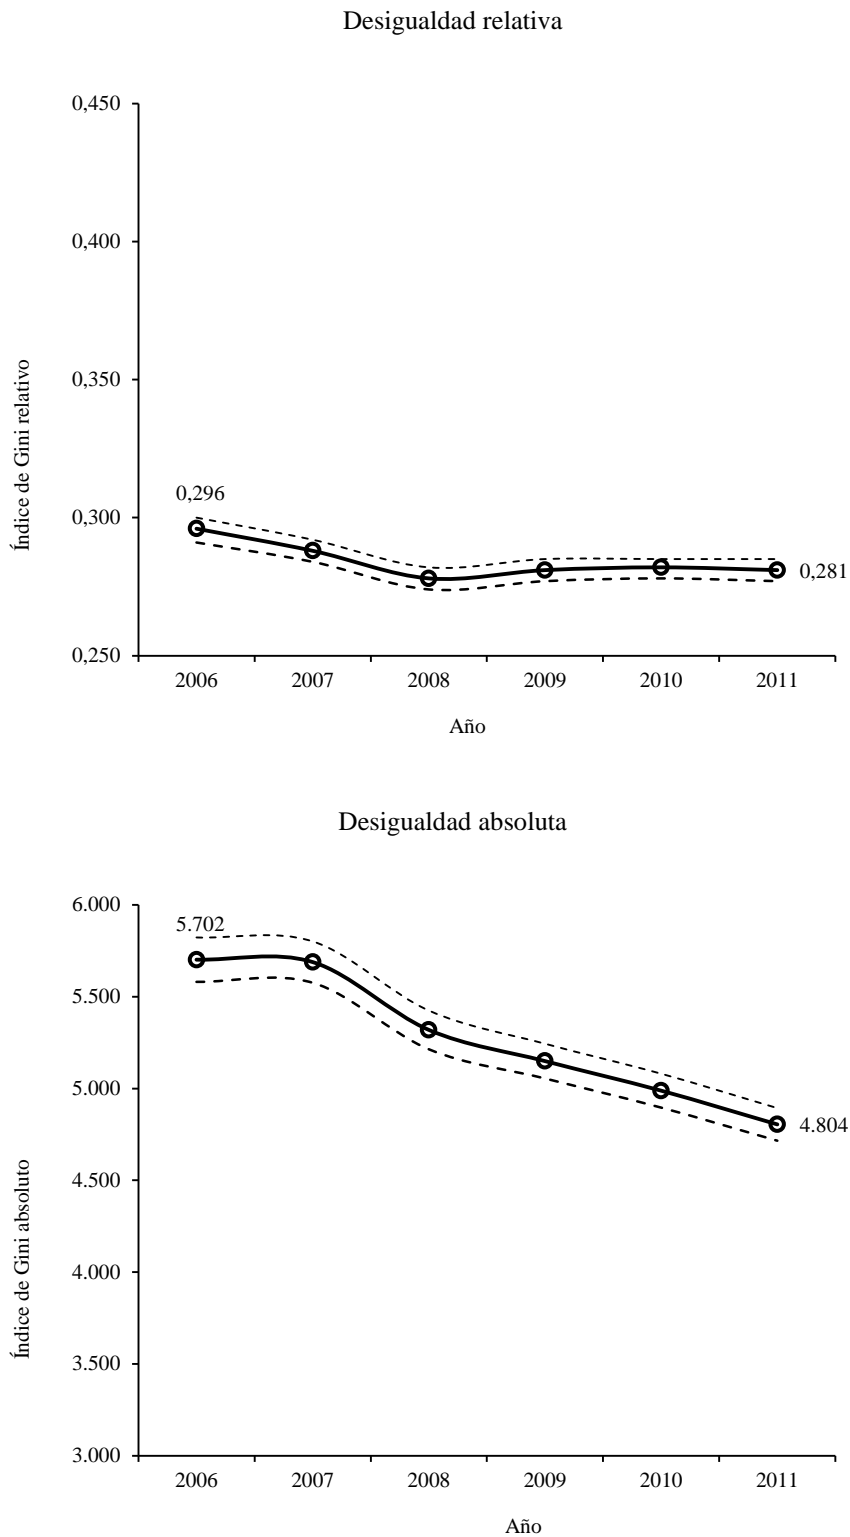 Desigualdad relativa
0,450
0,400
0,350
0,300
0,250
Índice de Gini relativo
0,296
0,281
2006 2007 2008 2009 2010 2011
Año
Desigualdad absoluta
6.000
5.500
5.000
4.500
4.000
3.500
3.000
Índice de Gini absoluto
5.702
4.804
2006 2007 2008 2009 2010 2011
Año